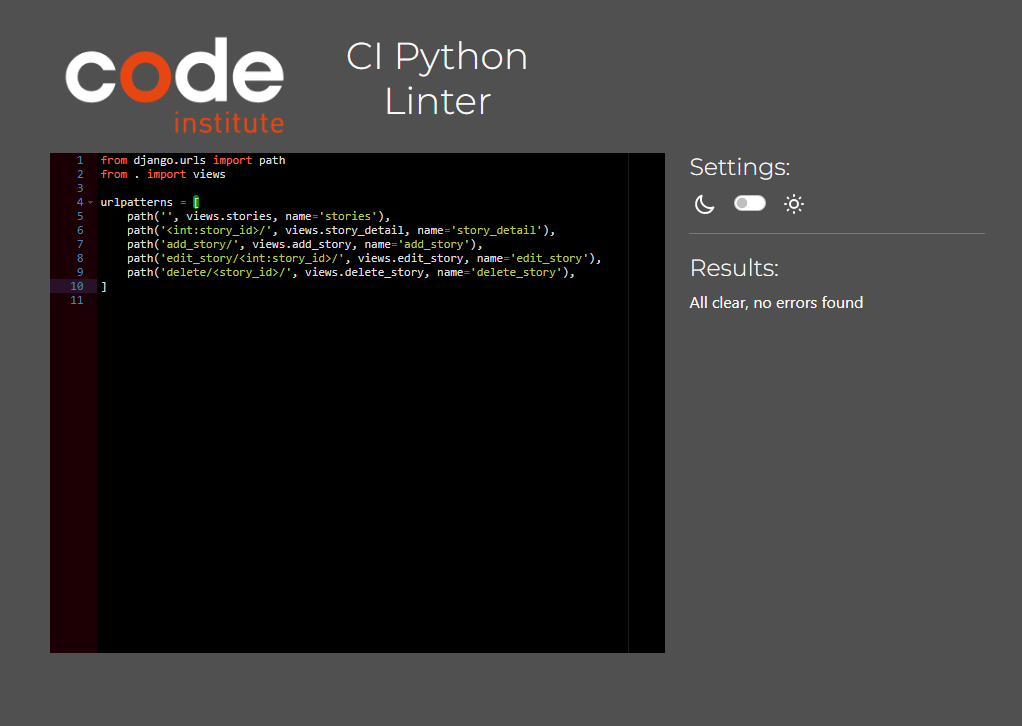 code
institute
CI Python
Linter
1 from django.urls import path
2 from . import views
3
4 urlpatterns = [
5     path('', views.stories, name='stories'),
6     path('<int:story_id>/', views.story_detail, name='story_detail'),
7     path('add_story/', views.add_story, name='add_story'),
8     path('edit_story/<int:story_id>/', views.edit_story, name='edit_story'),
9     path('delete/<story_id>/', views.delete_story, name='delete_story'),
10 ]
11
Settings:
Results:
All clear, no errors found